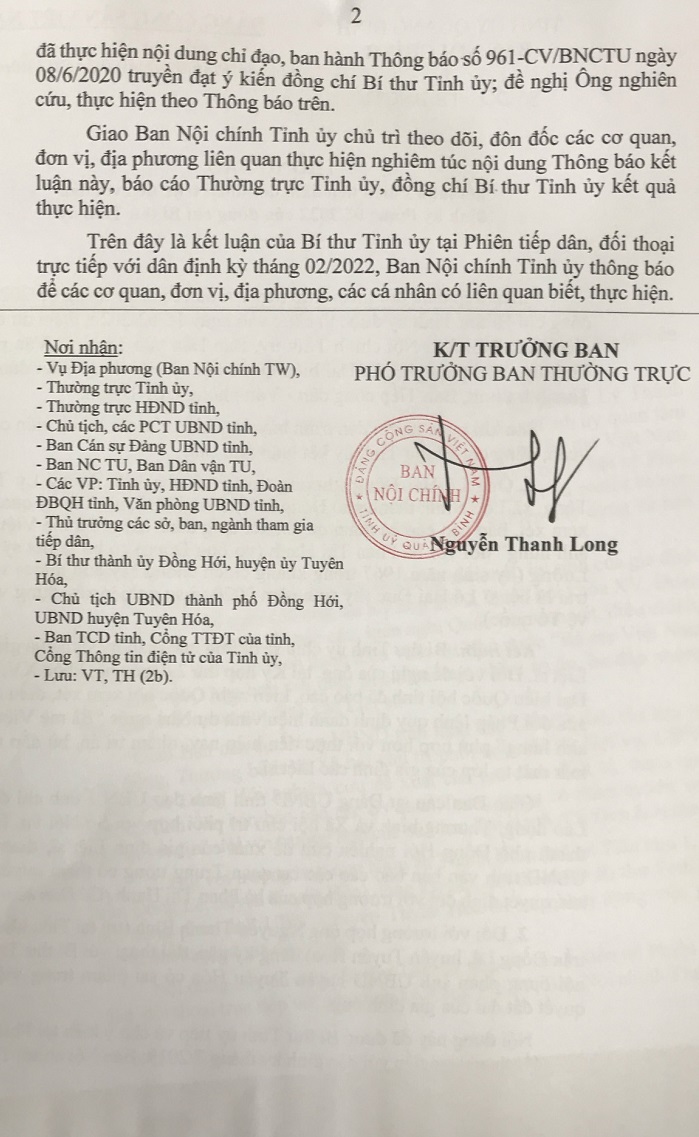 2
đã thực hiện nội dung chỉ đạo, ban hành Thông báo số 961-CV/BNCTU ngày
08/6/2020 truyền đạt ý kiến đồng chí Bí thư Tỉnh ủy; đề nghị Ông nghiên
cứu, thực hiện theo Thông báo trên.
Giao Ban Nội chính Tỉnh ủy chủ trì theo dõi, đôn đốc các cơ quan,
đơn vị, địa phương liên quan thực hiện nghiêm túc nội dung Thông báo kết
luận này, báo cáo Thường trực Tỉnh ủy, đồng chí Bí thư Tỉnh ủy kết quả
thực hiện.
Trên đây là kết luận của Bí thư Tỉnh ủy tại Phiên tiếp dân, đối thoại
trực tiếp với dân định kỳ tháng 02/2022, Ban Nội chính Tỉnh ủy thông báo
để các cơ quan, đơn vị, địa phương, các cá nhân có liên quan biết, thực hiện.
Nơi nhận:
- Vụ Địa phương (Ban Nội chính TW),
- Thường trực Tỉnh ủy,
- Thường trực HĐND tỉnh,
- Chủ tịch, các PCT UBND tỉnh,
- Ban Cán sự Đảng UBND tỉnh,
- Ban NC TU, Ban Dân vận TU,
- Các VP: Tỉnh ủy, HĐND tỉnh, Đoàn
ĐBQH tỉnh, Văn phòng UBND tỉnh,
- Thủ trưởng các sở, ban, ngành tham gia
tiếp dân,
- Bí thư thành ủy Đồng Hới, huyện ủy Tuyên
Hóa,
- Chủ tịch UBND thành phố Đồng Hới,
UBND huyện Tuyên Hóa,
- Ban TCD tỉnh, Cổng TTĐT của tỉnh,
Cổng Thông tin điện tử của Tỉnh ủy,
- Lưu: VT, TH (2b).
K/T TRƯỞNG BAN
PHÓ TRƯỞNG BAN THƯỜNG TRỰC
ĐẢNG CỘNG SẢN VIỆT NAM
BAN
NỘI CHÍNH
TỈNH UỶ QUẢNG BÌNH
Nguyễn Thanh Long